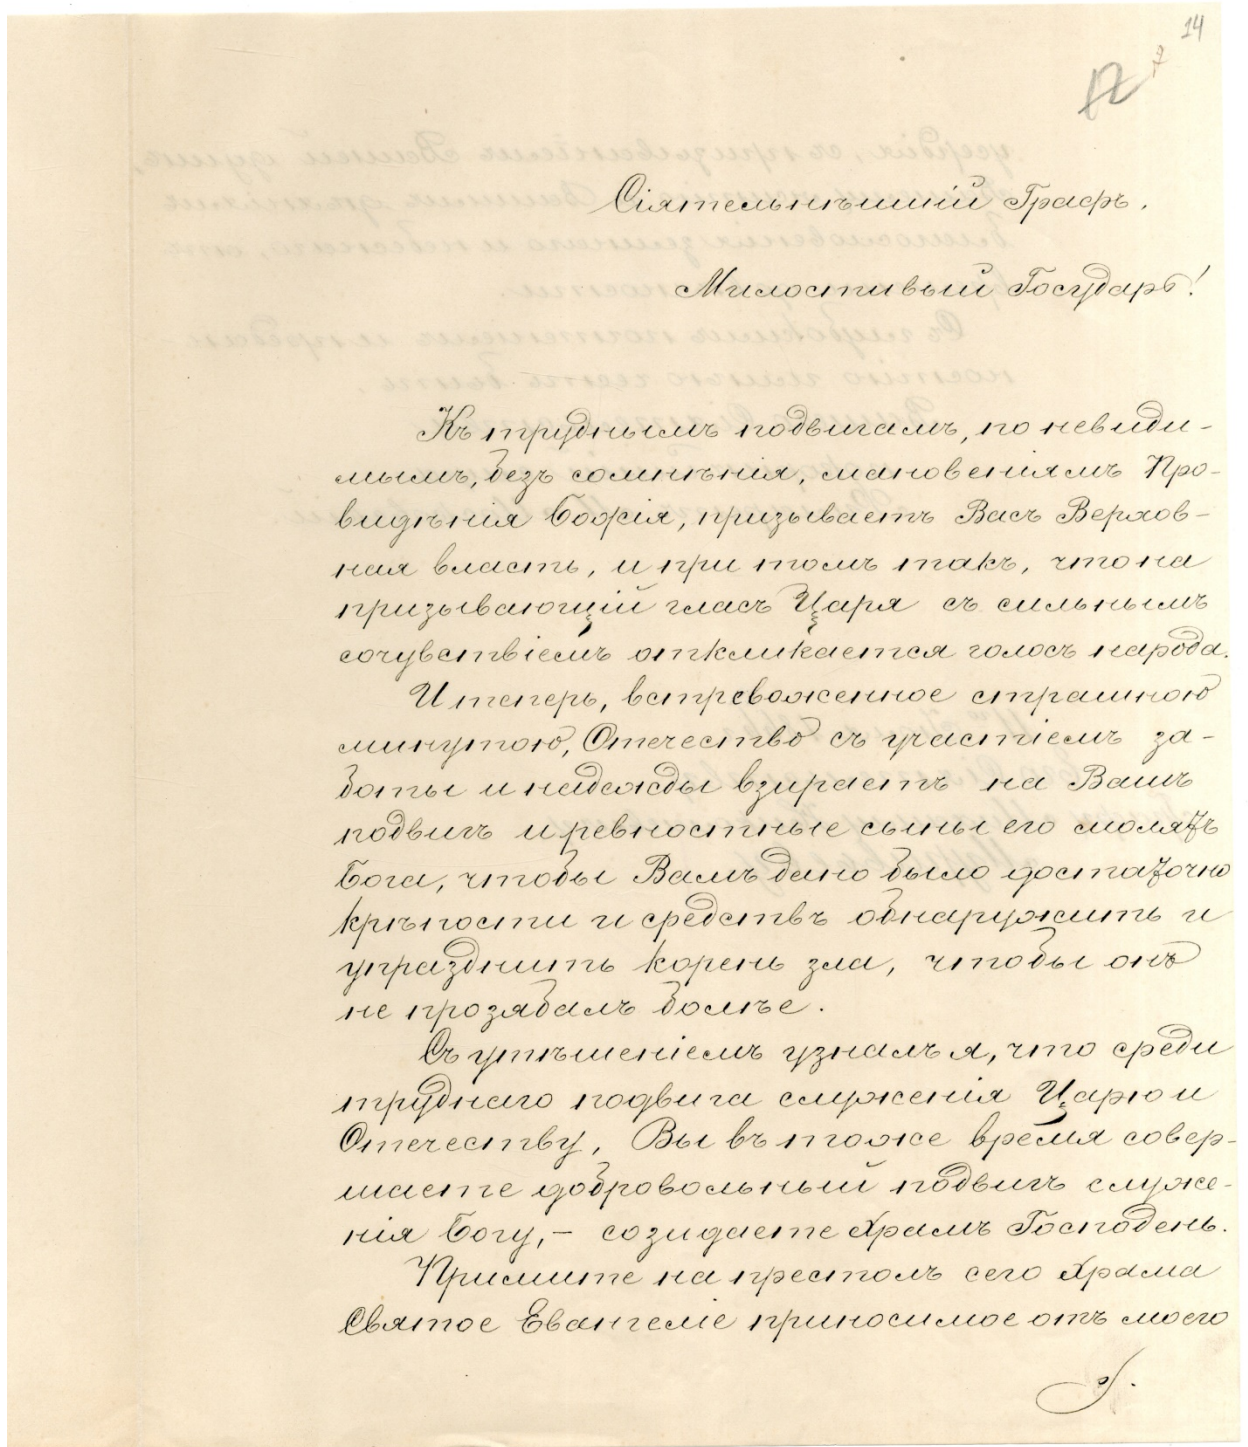 14
17
Сіятельнѣйшій Графъ.
Милостивый Государь!
Къ труднымъ подвигамъ, по невиди-
мымъ, безъ сомнѣнія, мановеніямъ Про-
видѣнія Божія, призываетъ Васъ Верхов-
ная власть, и при томъ такъ, что на
призывающій гласъ Царя съ сильнымъ
сочувствіемъ откликается голосъ народа.
И теперь, встревоженное страшною
минутою, Отечество съ участіемъ за-
боты и надежды взираетъ на Вашъ
подвигъ и ревностные сыны его молятъ
Бога, чтобы Вамъ дано было достаточно
крѣпости и средствъ обнаружить и
упразднить корень зла, чтобы онъ
не прозябалъ болѣе.
Съ утѣшеніемъ узналъ я, что среди
труднаго подвига служенія Царю и
Отечеству, Вы въ тоже время совер-
шаете добровольный подвигъ служе-
нія Богу, – созидаете Храмъ Господень.
Примите на престолъ сего Храма
Святое Евангеліе приносимое отъ моего